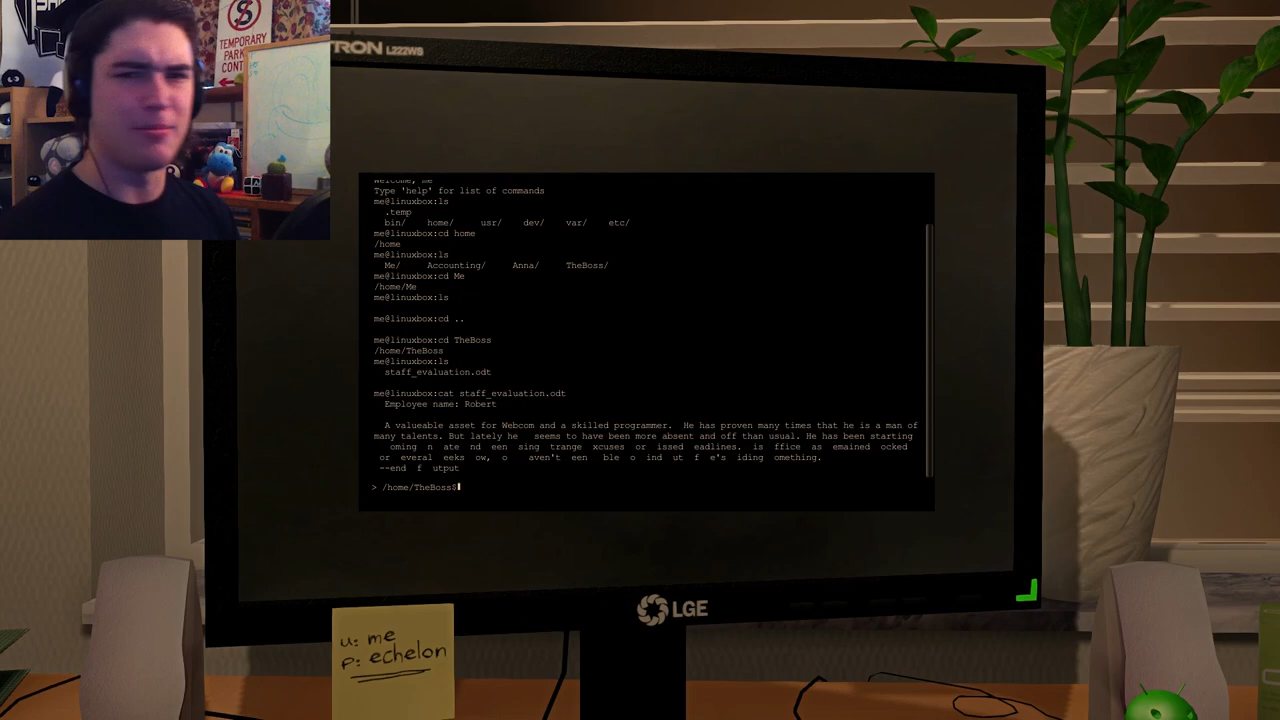 TEMPORARY
PARK
CONT
TRON L222WS
Welcome, me
Type 'help' for list of commands
me@linuxbox:ls
.temp
bin/ home/ usr/ dev/ var/ etc/
me@linuxbox:cd home
/home
me@linuxbox:ls
Me/ Accounting/ Anna/ TheBoss/
me@linuxbox:cd Me
/home/Me
me@linuxbox:ls
me@linuxbox:cd ..
me@linuxbox:cd TheBoss
/home/TheBoss
me@linuxbox:ls
staff_evaluation.odt
me@linuxbox:cat staff_evaluation.odt
Employee name: Robert
A valueable asset for Webcom and a skilled programmer. He has proven many times that he is a man of
many talents. But lately he seems to have been more absent and off than usual. He has been starting
oming n ate nd een sing trange xcuses or issed eadlines. is ffice as emained ocked
or everal eeks ow, o aven't een ble o ind ut f e's iding omething.
--end f utput
> /home/TheBoss$
LGE
u: me
p: echelon